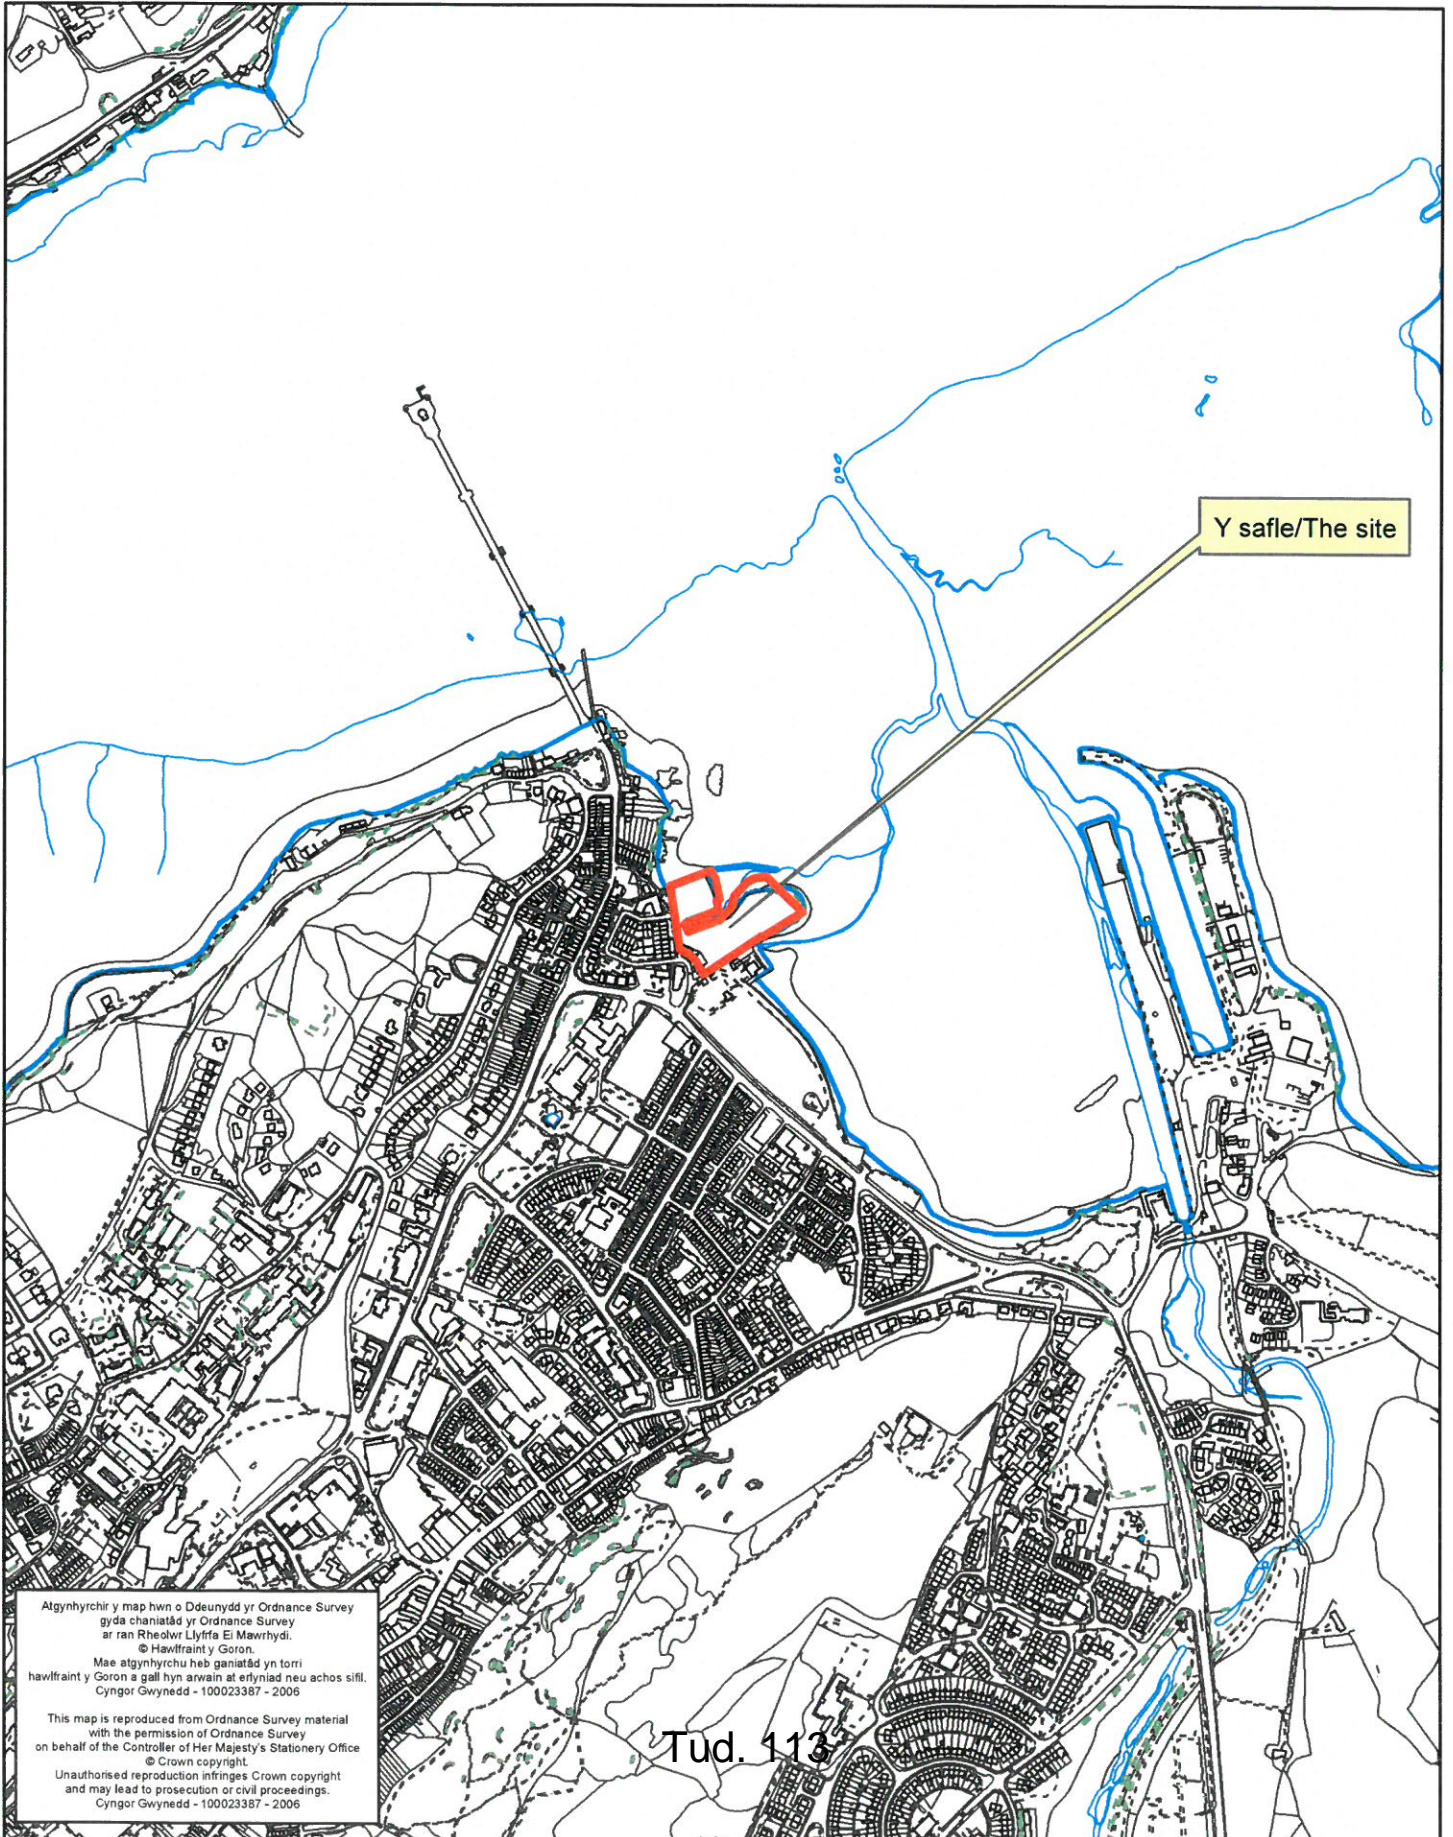 Y safle/The site
Atgynhyrchir y map hwn o Ddeunydd yr Ordnance Survey
gyda chaniatâd yr Ordnance Survey
ar ran Rheolwr Llyfrfa Ei Mawrhydi.
© Hawlfraint y Goron.
Mae atgynhyrchu heb ganiatâd yn torri
hawlfraint y Goron a gall hyn arwain at erlyniad neu achos sifil.
Cyngor Gwynedd - 100023387 - 2006
This map is reproduced from Ordnance Survey material
with the permission of Ordnance Survey
on behalf of the Controller of Her Majesty's Stationery Office
© Crown copyright.
Unauthorised reproduction infringes Crown copyright
and may lead to prosecution or civil proceedings.
Cyngor Gwynedd - 100023387 - 2006
Tud. 113